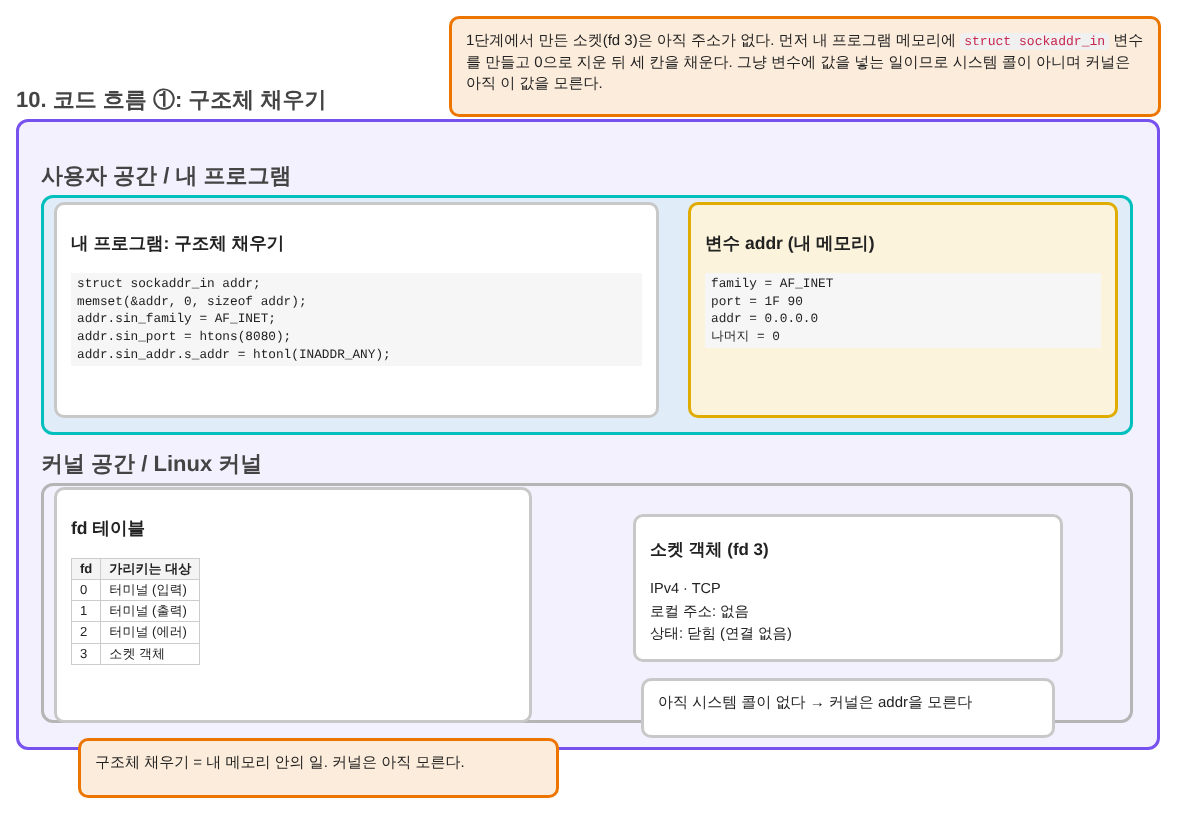 1단계에서 만든 소켓(fd 3)은 아직 주소가 없다. 먼저 내 프로그램 메모리에 struct sockaddr_in 변수
를 만들고 0으로 지운 뒤 세 칸을 채운다. 그냥 변수에 값을 넣는 일이므로 시스템 콜이 아니며 커널은
아직 이 값을 모른다.
10. 코드 흐름 ①: 구조체 채우기
사용자 공간 / 내 프로그램
내 프로그램: 구조체 채우기
struct sockaddr_in addr;
memset(&addr, 0, sizeof addr);
addr.sin_family = AF_INET;
addr.sin_port = htons(8080);
addr.sin_addr.s_addr = htonl(INADDR_ANY);
변수 addr (내 메모리)
family = AF_INET
port = 1F 90
addr = 0.0.0.0
나머지 = 0
커널 공간 / Linux 커널
fd 테이블
fd 가리키는 대상
0 터미널 (입력)
1 터미널 (출력)
2 터미널 (에러)
3 소켓 객체
소켓 객체 (fd 3)
IPv4 · TCP
로컬 주소: 없음
상태: 닫힘 (연결 없음)
아직 시스템 콜이 없다 → 커널은 addr을 모른다
구조체 채우기 = 내 메모리 안의 일. 커널은 아직 모른다.